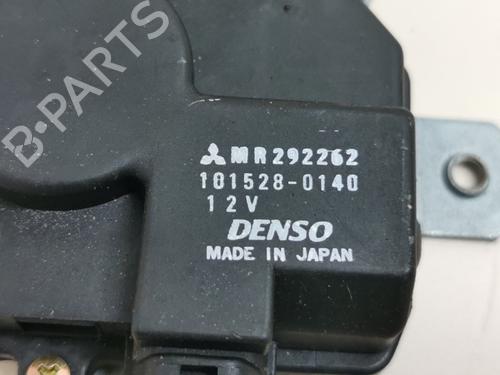 B-PARTS
MR292262
101528-0140
12V
DENSO
MADE IN JAPAN